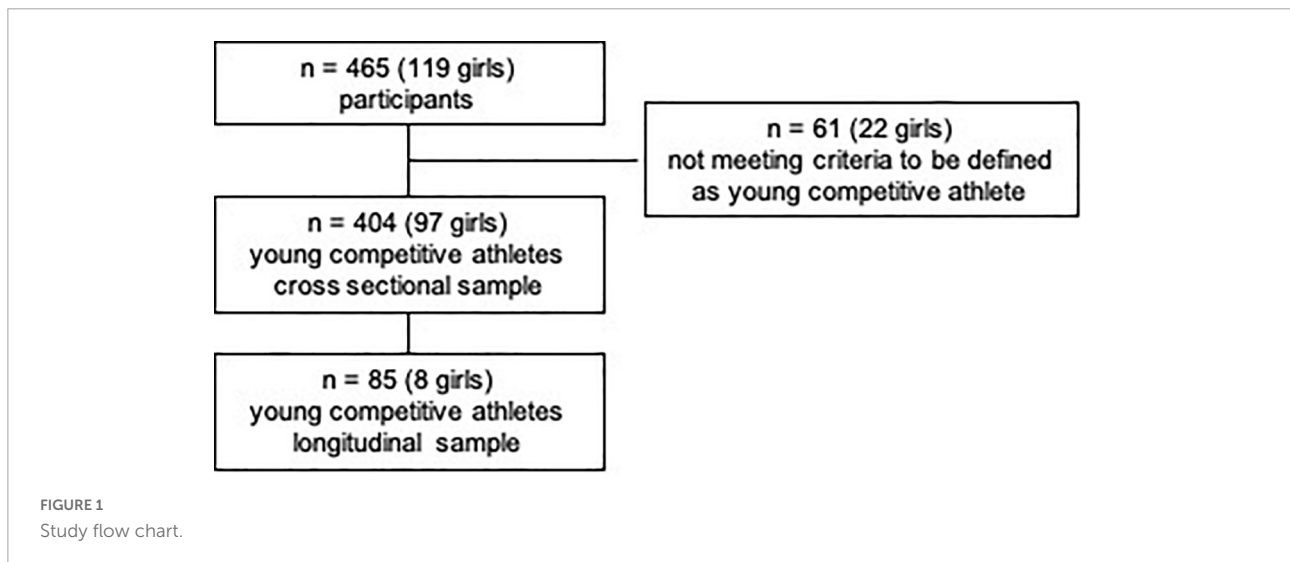 n = 465 (119 girls)
participants
n = 61 (22 girls)
not meeting criteria to be defined
as young competitive athlete
n = 404 (97 girls)
young competitive athletes
cross sectional sample
n = 85 (8 girls)
young competitive athletes
longitudinal sample
FIGURE 1
Study flow chart.